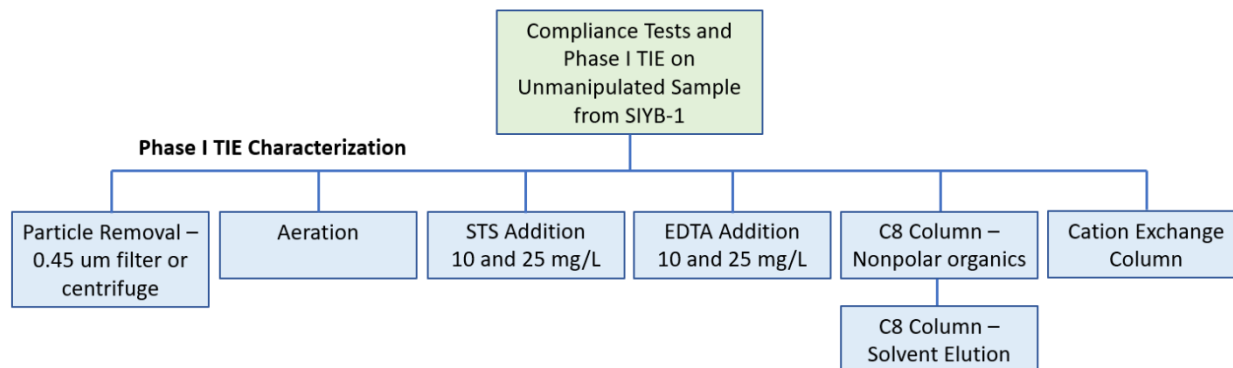 Compliance Tests and
Phase I TIE on
Unmanipulated Sample
from SIYB-1
Phase I TIE Characterization
Particle Removal –
0.45 um filter or
centrifuge
Aeration
STS Addition
10 and 25 mg/L
EDTA Addition
10 and 25 mg/L
C8 Column –
Nonpolar organics
Cation Exchange
Column
C8 Column –
Solvent Elution